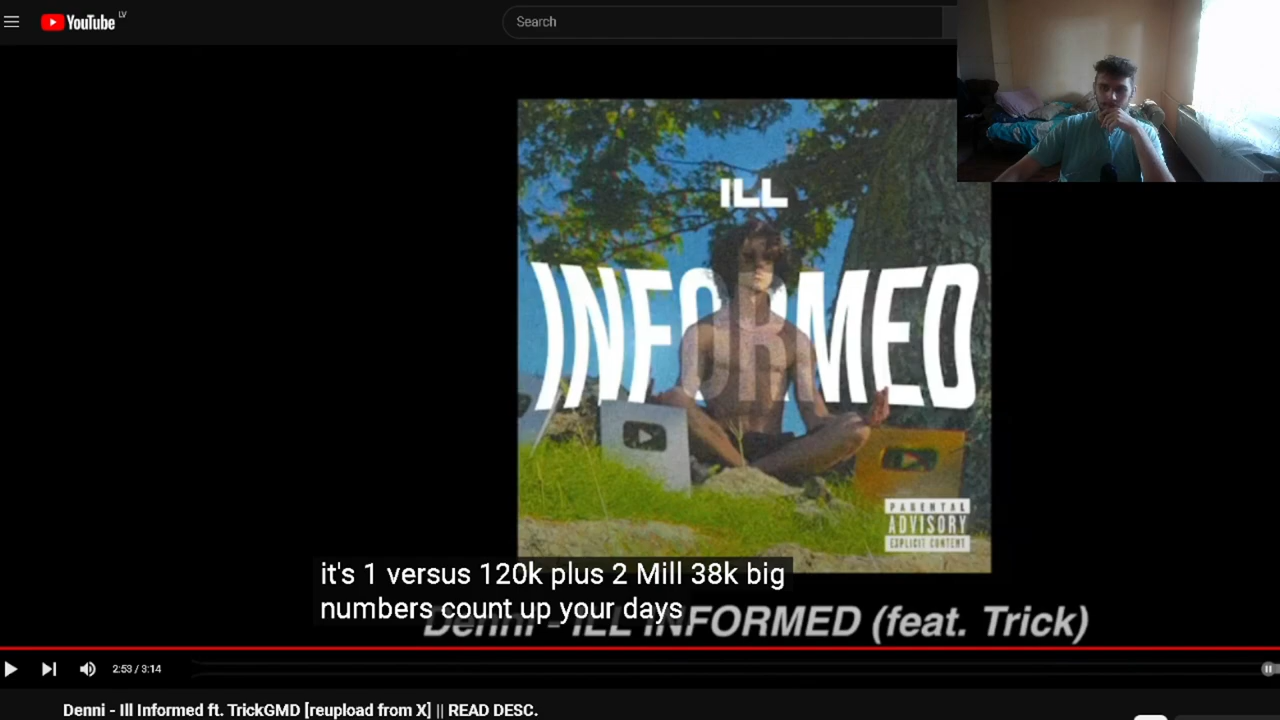 YouTube LV
Search
ILL
INFORMED
PARENTAL
ADVISORY
EXPLICIT CONTENT
it's 1 versus 120k plus 2 Mill 38k big
numbers count up your days
Denni - ILL INFORMED (feat. Trick)
2:53 / 3:14
Denni - Ill Informed ft. TrickGMD [reupload from X] || READ DESC.